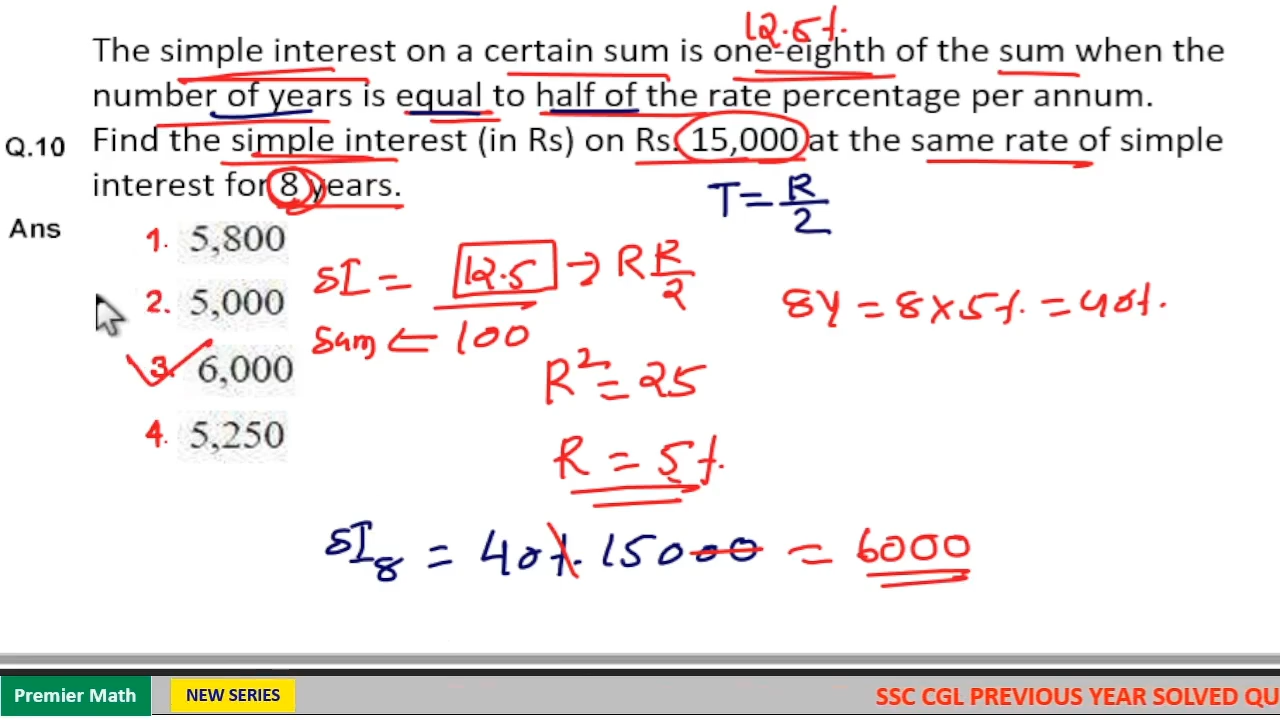 12.5%.
The simple interest on a certain sum is one-eighth of the sum when the
number of years is equal to half of the rate percentage per annum.
Q.10 Find the simple interest (in Rs) on Rs. 15,000 at the same rate of simple
interest for 8 years.
T = R/2
Ans
1. 5,800
SI = 12.5 → R R/2
2. 5,000
8Y = 8 × 5% = 40%.
Sum ← 100
3. 6,000
R² = 25
4. 5,250
R = 5%.
SI₈ = 40%. 15000 = 6000
Premier Math
NEW SERIES
SSC CGL PREVIOUS YEAR SOLVED QU